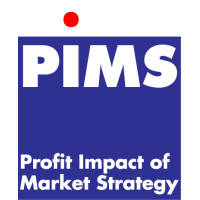 PIMS
Profit Impact of
Market Strategy